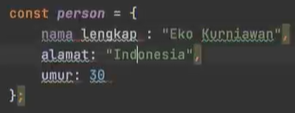 const person = {
nama lengkap : "Eko Kurniawan",
alamat: "Indonesia",
umur: 30
};